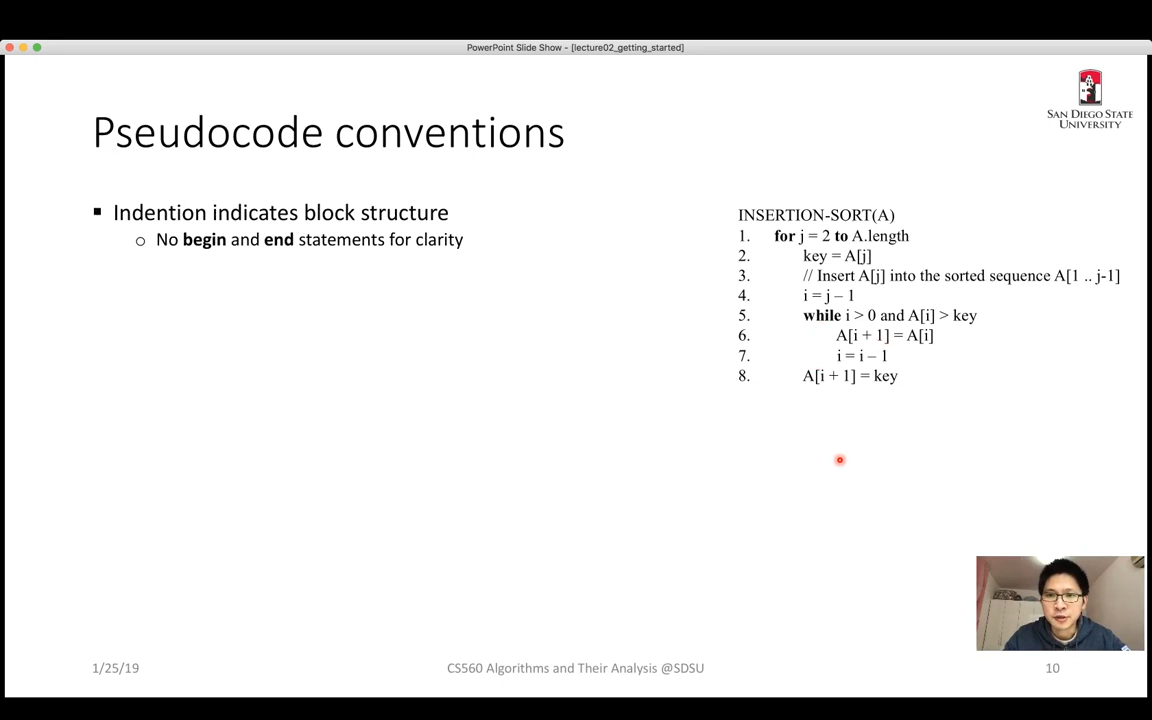 PowerPoint Slide Show - [lecture02_getting_started]
SAN DIEGO STATE
UNIVERSITY
Pseudocode conventions
▪ Indention indicates block structure
o No begin and end statements for clarity
INSERTION-SORT(A)
1. for j = 2 to A.length
2. key = A[j]
3. // Insert A[j] into the sorted sequence A[1 .. j-1]
4. i = j – 1
5. while i > 0 and A[i] > key
6. A[i + 1] = A[i]
7. i = i – 1
8. A[i + 1] = key
1/25/19
CS560 Algorithms and Their Analysis @SDSU
10